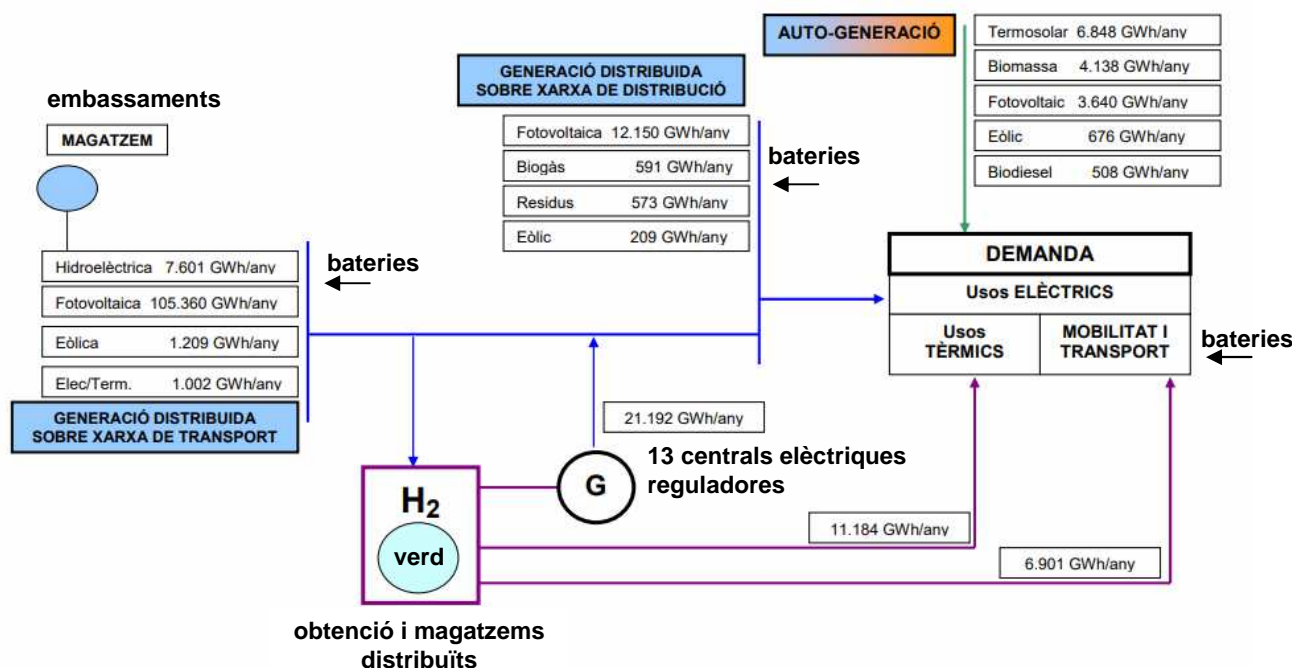 AUTO-GENERACIÓ
Termosolar 6.848 GWh/any
Biomassa 4.138 GWh/any
Fotovoltaic 3.640 GWh/any
Eòlic 676 GWh/any
Biodiesel 508 GWh/any
GENERACIÓ DISTRIBUIDA
SOBRE XARXA DE DISTRIBUCIÓ
Fotovoltaica 12.150 GWh/any
Biogàs 591 GWh/any
Residus 573 GWh/any
Eòlic 209 GWh/any
bateries
embassaments
MAGATZEM
Hidroelèctrica 7.601 GWh/any
Fotovoltaica 105.360 GWh/any
Eòlica 1.209 GWh/any
Elec/Term. 1.002 GWh/any
GENERACIÓ DISTRIBUIDA
SOBRE XARXA DE TRANSPORT
bateries
DEMANDA
Usos ELÈCTRICS
Usos
TÈRMICS
MOBILITAT I
TRANSPORT
bateries
21.192 GWh/any
G
13 centrals elèctriques
reguladores
H2
verd
11.184 GWh/any
6.901 GWh/any
obtenció i magatzems
distribuïts